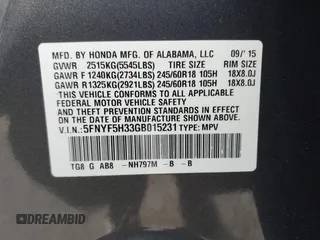 MFD. BY HONDA MFG. OF ALABAMA, LLC 09/'15
GVWR 2515KG(5545LBS) TIRE SIZE RIM SIZE
GAWR F 1240KG(2734LBS) 245/60R18 105H 18X8.0J
GAWR R1325KG(2921LBS) 245/60R18 105H 18X8.0J
THIS VEHICLE CONFORMS TO ALL APPLICABLE FEDERAL MOTOR
VEHICLE SAFETY AND THEFT PREVENTION STANDARDS IN EFFECT
ON THE DATE OF MANUFACTURE SHOWN ABOVE.
V.I.N.: 5FNYF5H33GB015231 TYPE: MPV
TG8 G AB8 -NH797M -B -B
© DREAMBID